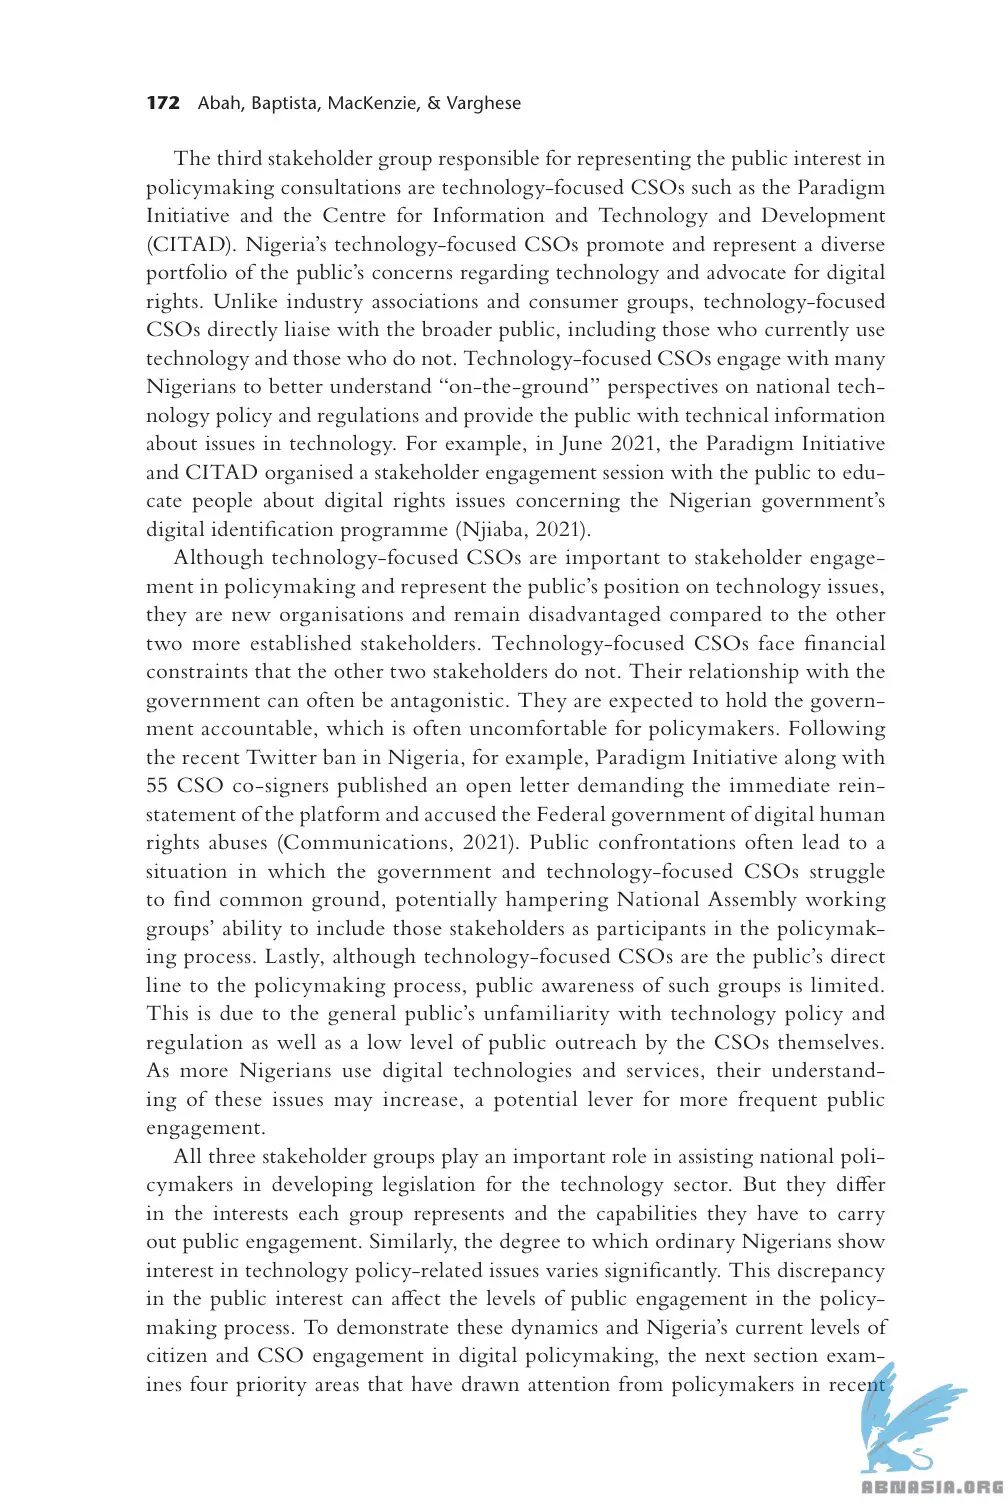 172 Abah, Baptista, MacKenzie, & Varghese
The third stakeholder group responsible for representing the public interest in
policymaking consultations are technology-focused CSOs such as the Paradigm
Initiative and the Centre for Information and Technology and Development
(CITAD). Nigeria’s technology-focused CSOs promote and represent a diverse
portfolio of the public’s concerns regarding technology and advocate for digital
rights. Unlike industry associations and consumer groups, technology-focused
CSOs directly liaise with the broader public, including those who currently use
technology and those who do not. Technology-focused CSOs engage with many
Nigerians to better understand “on-the-ground” perspectives on national tech-
nology policy and regulations and provide the public with technical information
about issues in technology. For example, in June 2021, the Paradigm Initiative
and CITAD organised a stakeholder engagement session with the public to edu-
cate people about digital rights issues concerning the Nigerian government’s
digital identification programme (Njiaba, 2021).
Although technology-focused CSOs are important to stakeholder engage-
ment in policymaking and represent the public’s position on technology issues,
they are new organisations and remain disadvantaged compared to the other
two more established stakeholders. Technology-focused CSOs face financial
constraints that the other two stakeholders do not. Their relationship with the
government can often be antagonistic. They are expected to hold the govern-
ment accountable, which is often uncomfortable for policymakers. Following
the recent Twitter ban in Nigeria, for example, Paradigm Initiative along with
55 CSO co-signers published an open letter demanding the immediate rein-
statement of the platform and accused the Federal government of digital human
rights abuses (Communications, 2021). Public confrontations often lead to a
situation in which the government and technology-focused CSOs struggle
to find common ground, potentially hampering National Assembly working
groups’ ability to include those stakeholders as participants in the policymak-
ing process. Lastly, although technology-focused CSOs are the public’s direct
line to the policymaking process, public awareness of such groups is limited.
This is due to the general public’s unfamiliarity with technology policy and
regulation as well as a low level of public outreach by the CSOs themselves.
As more Nigerians use digital technologies and services, their understand-
ing of these issues may increase, a potential lever for more frequent public
engagement.
All three stakeholder groups play an important role in assisting national poli-
cymakers in developing legislation for the technology sector. But they differ
in the interests each group represents and the capabilities they have to carry
out public engagement. Similarly, the degree to which ordinary Nigerians show
interest in technology policy-related issues varies significantly. This discrepancy
in the public interest can affect the levels of public engagement in the policy-
making process. To demonstrate these dynamics and Nigeria’s current levels of
citizen and CSO engagement in digital policymaking, the next section exam-
ines four priority areas that have drawn attention from policymakers in recent
ABNASIA.ORG